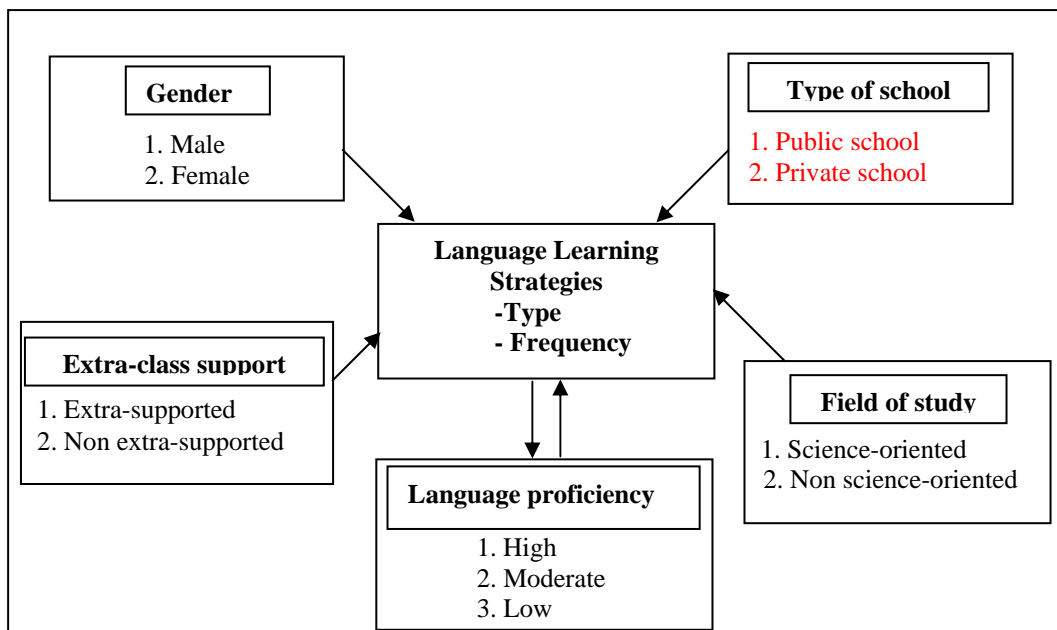 Gender
1. Male
2. Female
Type of school
1. Public school
2. Private school
Language Learning
Strategies
-Type
- Frequency
Extra-class support
1. Extra-supported
2. Non extra-supported
Field of study
1. Science-oriented
2. Non science-oriented
Language proficiency
1. High
2. Moderate
3. Low